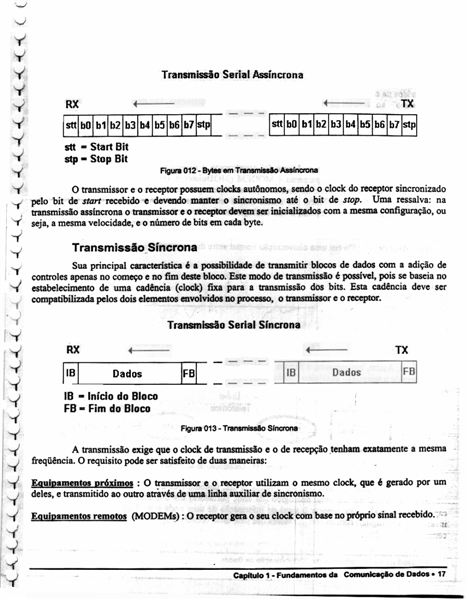 Transmissão Serial Assíncrona
RX TX
stt b0 b1 b2 b3 b4 b5 b6 b7 stp stt b0 b1 b2 b3 b4 b5 b6 b7 stp
stt = Start Bit
stp = Stop Bit
Figura 012 - Bytes em Transmissão Assíncrona
O transmissor e o receptor possuem clocks autônomos, sendo o clock do receptor sincronizado
pelo bit de start recebido e devendo manter o sincronismo até o bit de stop. Uma ressalva: na
transmissão assíncrona o transmissor e o receptor devem ser inicializados com a mesma configuração, ou
seja, a mesma velocidade, e o número de bits em cada byte.
Transmissão Síncrona
Sua principal característica é a possibilidade de transmitir blocos de dados com a adição de
controles apenas no começo e no fim deste bloco. Este modo de transmissão é possível, pois se baseia no
estabelecimento de uma cadência (clock) fixa para a transmissão dos bits. Esta cadência deve ser
compatibilizada pelos dois elementos envolvidos no processo, o transmissor e o receptor.
Transmissão Serial Síncrona
RX TX
IB Dados FB IB Dados FB
IB = Início do Bloco
FB = Fim do Bloco
Figura 013 - Transmissão Síncrona
A transmissão exige que o clock de transmissão e o de recepção tenham exatamente a mesma
freqüência. O requisito pode ser satisfeito de duas maneiras:
Equipamentos próximos : O transmissor e o receptor utilizam o mesmo clock, que é gerado por um
deles, e transmitido ao outro através de uma linha auxiliar de sincronismo.
Equipamentos remotos (MODEMs) : O receptor gera o seu clock com base no próprio sinal recebido.
Capítulo 1 - Fundamentos da Comunicação de Dados • 17